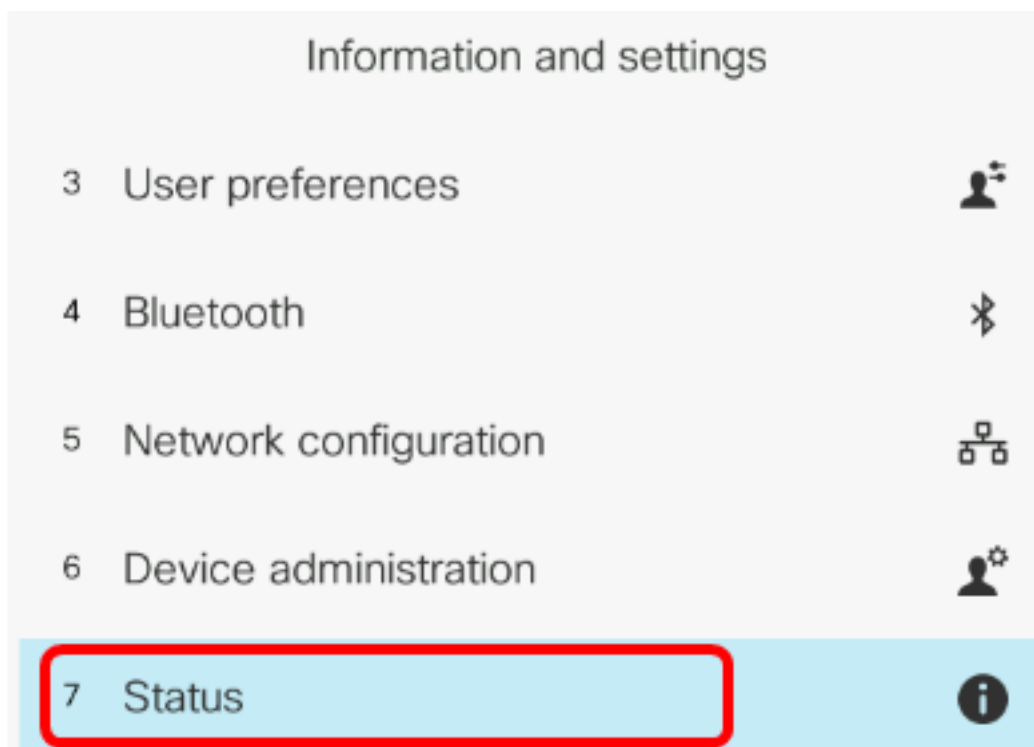 Information and settings
3 User preferences
4 Bluetooth
5 Network configuration
6 Device administration
7 Status